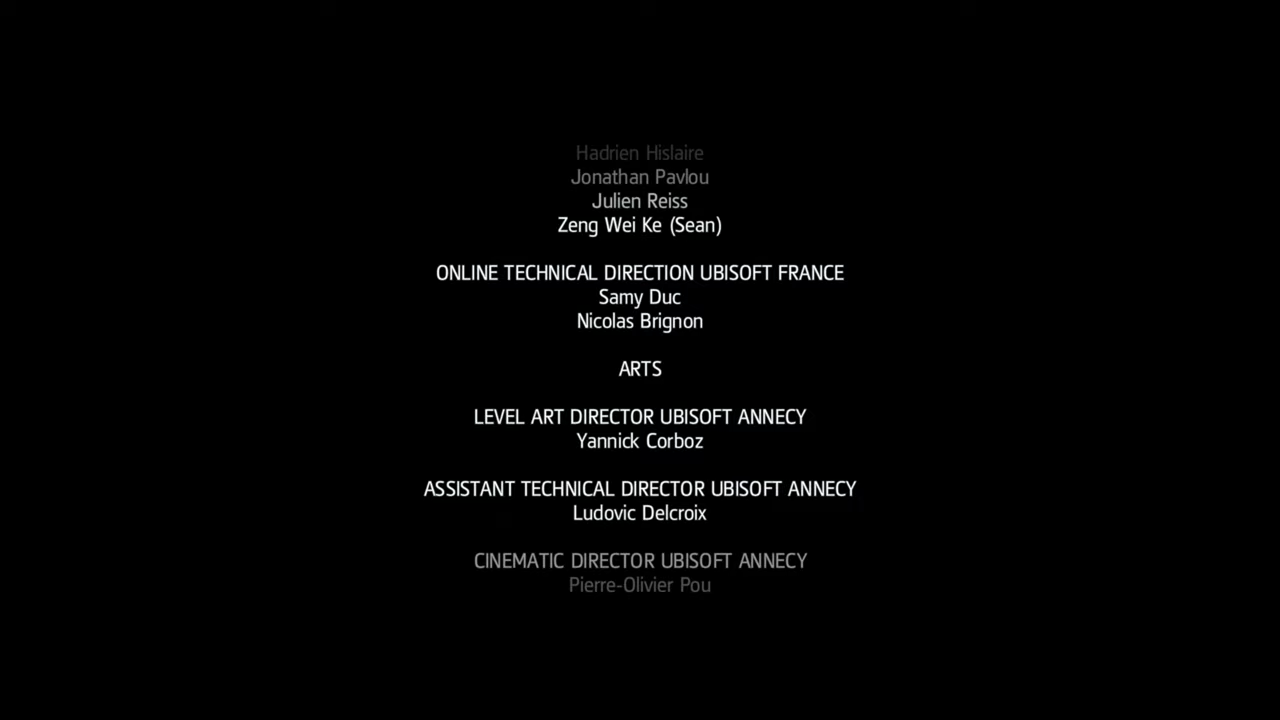 Hadrien Hislaire
Jonathan Pavlou
Julien Reiss
Zeng Wei Ke (Sean)
ONLINE TECHNICAL DIRECTION UBISOFT FRANCE
Samy Duc
Nicolas Brignon
ARTS
LEVEL ART DIRECTOR UBISOFT ANNECY
Yannick Corboz
ASSISTANT TECHNICAL DIRECTOR UBISOFT ANNECY
Ludovic Delcroix
CINEMATIC DIRECTOR UBISOFT ANNECY
Pierre-Olivier Pou